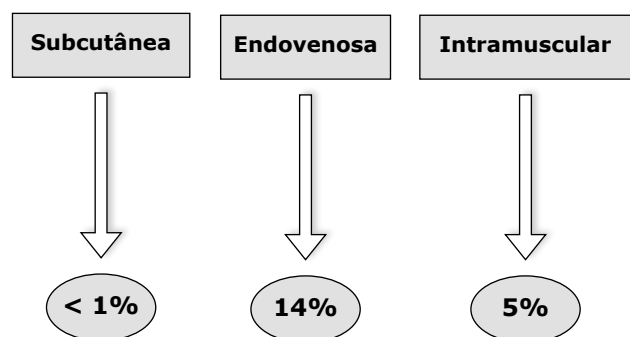 Subcutânea
Endovenosa
Intramuscular
< 1%
14%
5%